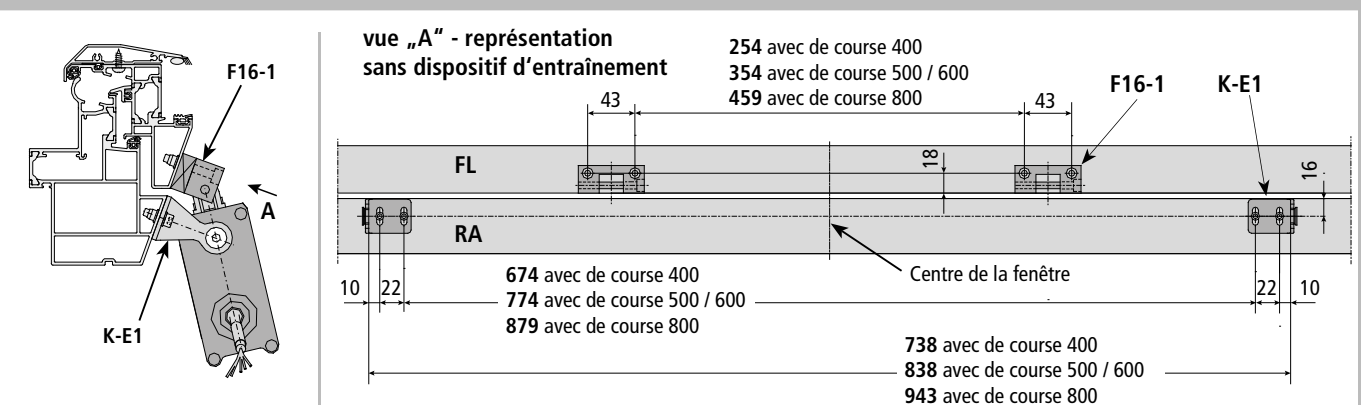 F16-1
A
K-E1
vue „A“ - représentation
sans dispositif d‘entraînement
254 avec de course 400
354 avec de course 500 / 600
459 avec de course 800
F16-1
K-E1
43
43
FL
18
16
RA
Centre de la fenêtre
10
22
674 avec de course 400
774 avec de course 500 / 600
879 avec de course 800
22
10
738 avec de course 400
838 avec de course 500 / 600
943 avec de course 800